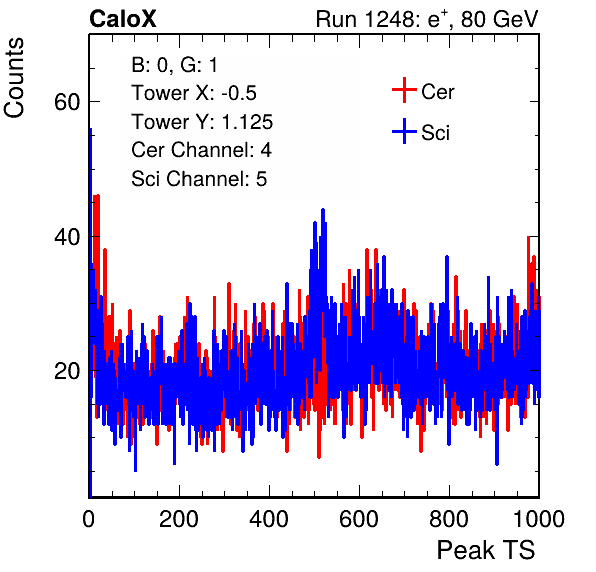 CaloX Run 1248: e⁺, 80 GeV
Counts
B: 0, G: 1
Tower X: -0.5
Tower Y: 1.125
Cer Channel: 4
Sci Channel: 5
Cer
Sci
60
40
20
0 200 400 600 800 1000
Peak TS